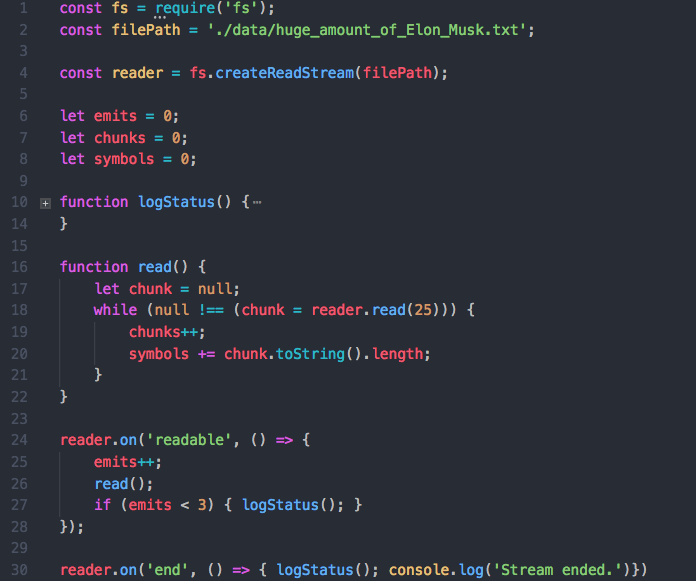 1 const fs = require('fs');
2 const filePath = './data/huge_amount_of_Elon_Musk.txt';
3
4 const reader = fs.createReadStream(filePath);
5
6 let emits = 0;
7 let chunks = 0;
8 let symbols = 0;
9
10 + function logStatus() {⋯
14 }
15
16 function read() {
17     let chunk = null;
18     while (null !== (chunk = reader.read(25))) {
19         chunks++;
20         symbols += chunk.toString().length;
21     }
22 }
23
24 reader.on('readable', () => {
25     emits++;
26     read();
27     if (emits < 3) { logStatus(); }
28 });
29
30 reader.on('end', () => { logStatus(); console.log('Stream ended.')})